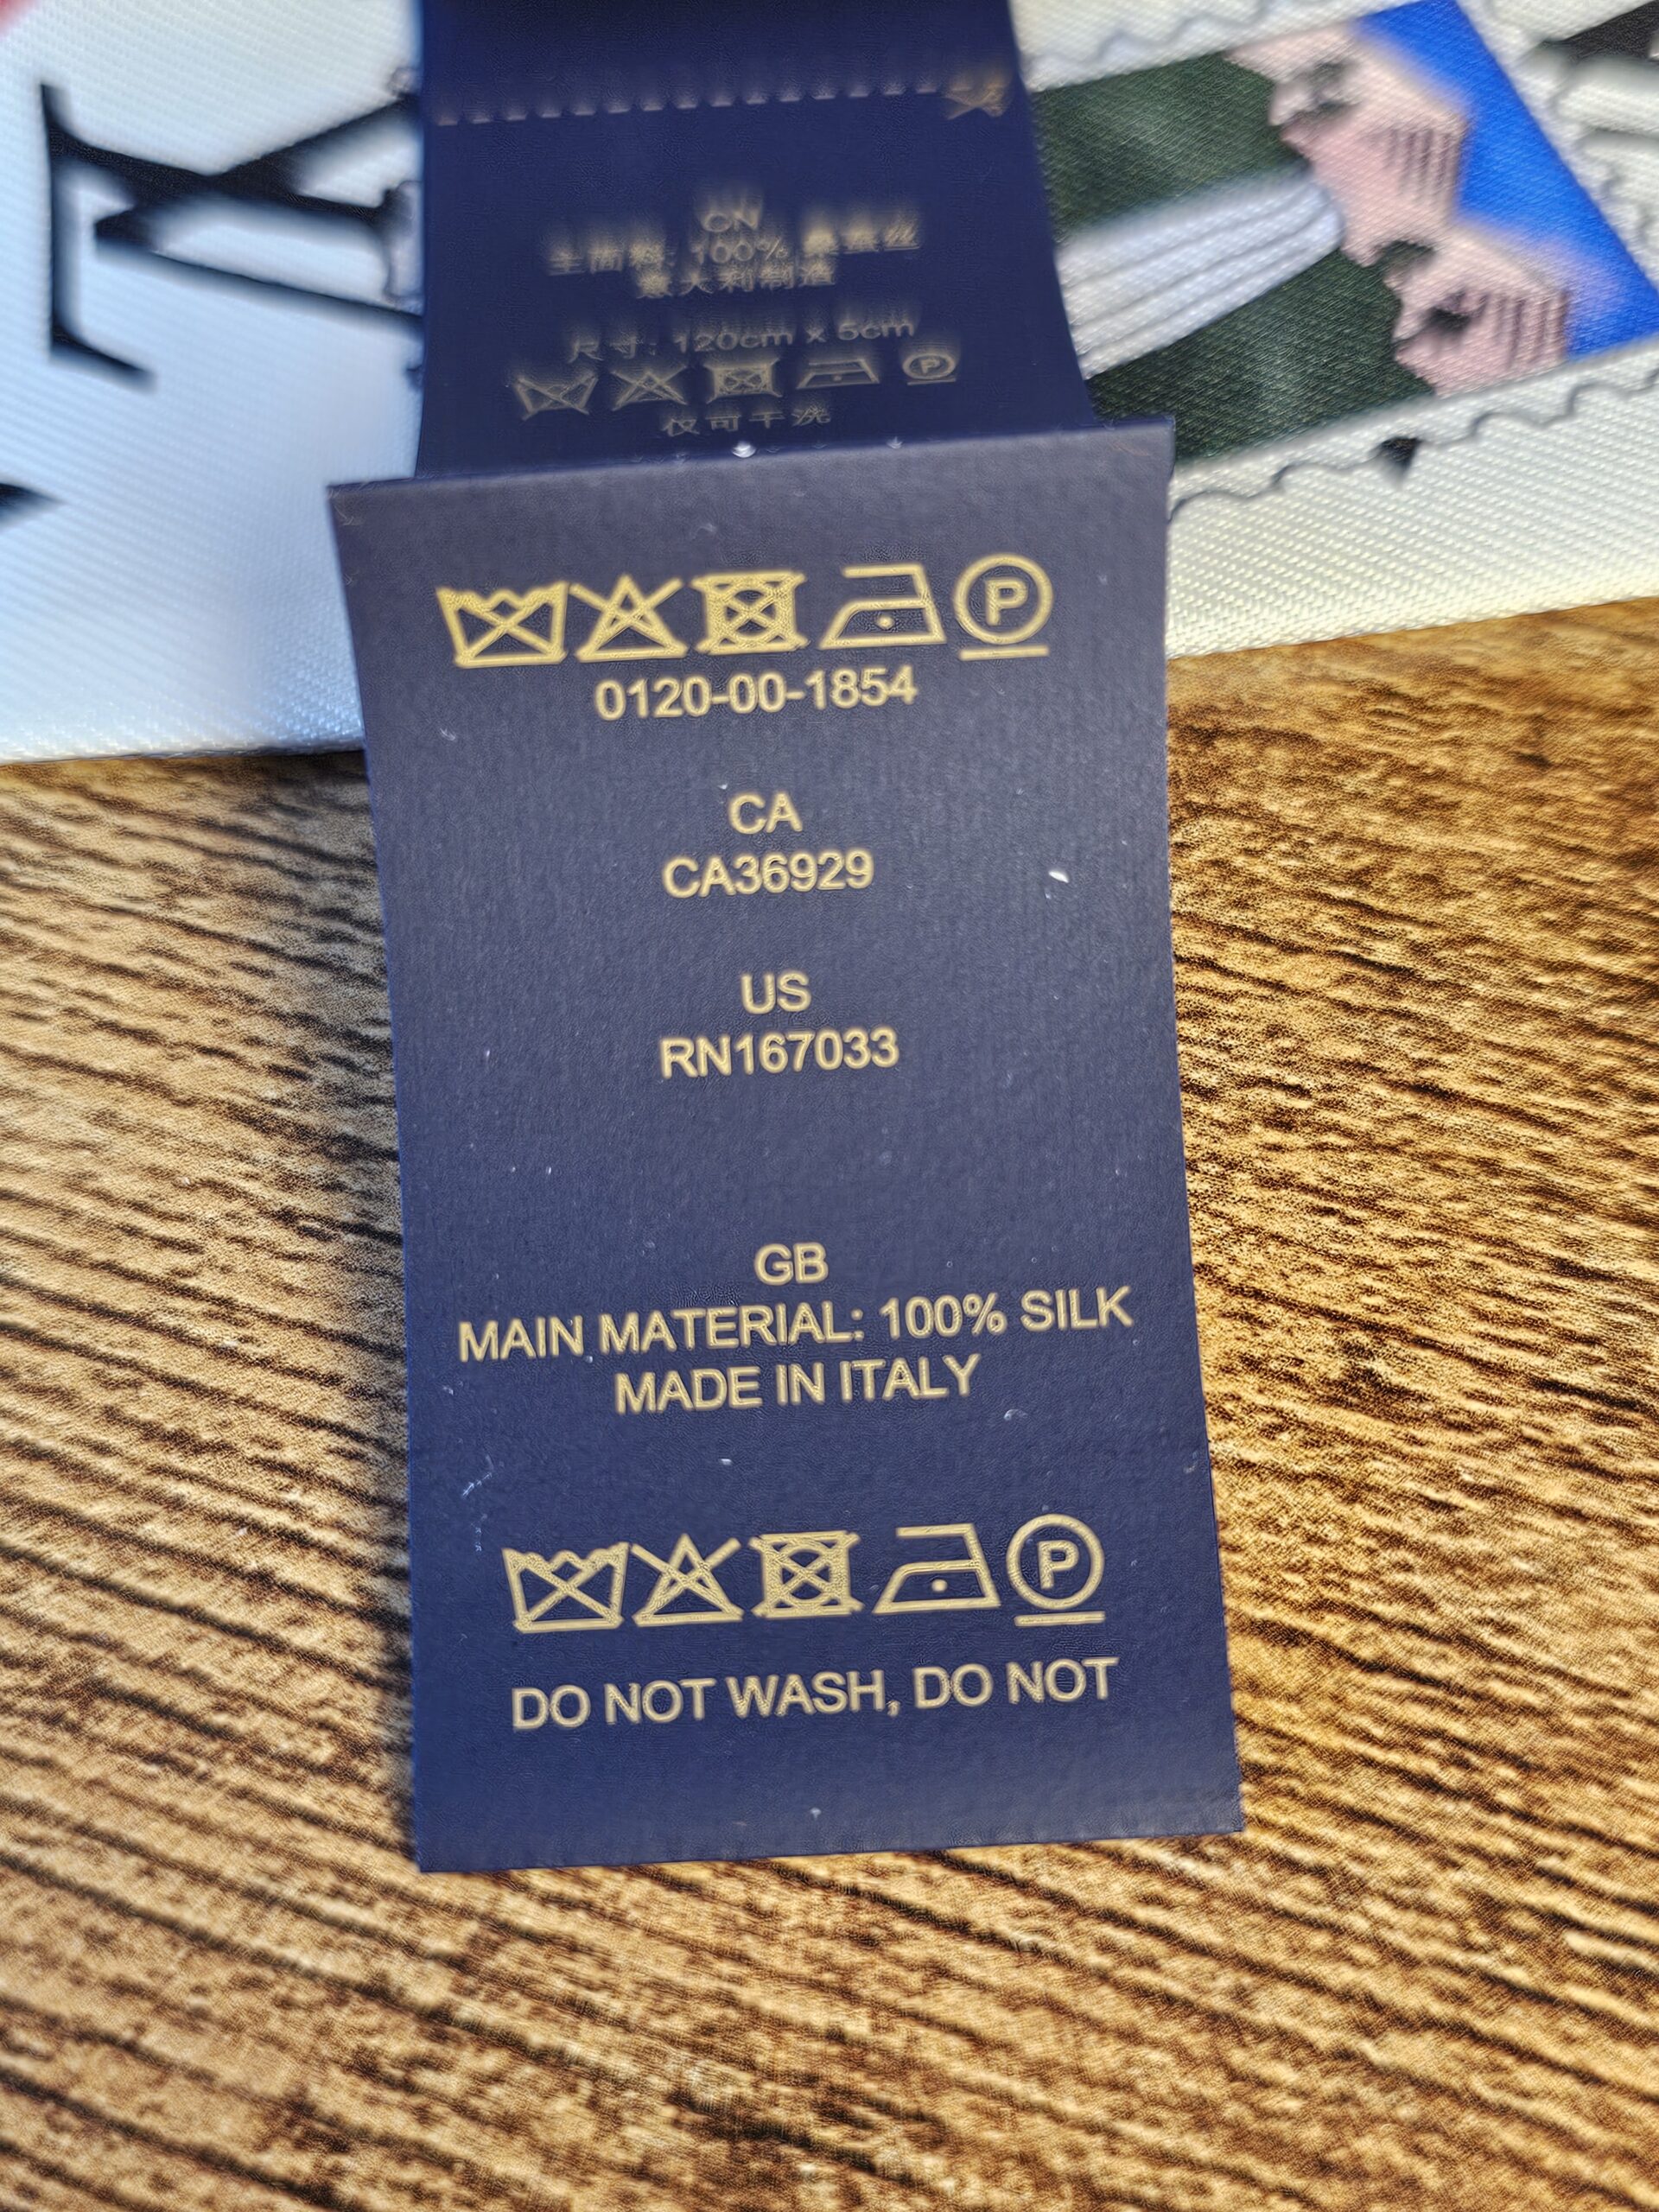 CN
主面料: 100% 桑蚕丝
意大利制造
尺寸: 120cm x 5cm
P
仅可干洗
P
0120-00-1854
CA
CA36929
US
RN167033
GB
MAIN MATERIAL: 100% SILK
MADE IN ITALY
P
DO NOT WASH, DO NOT